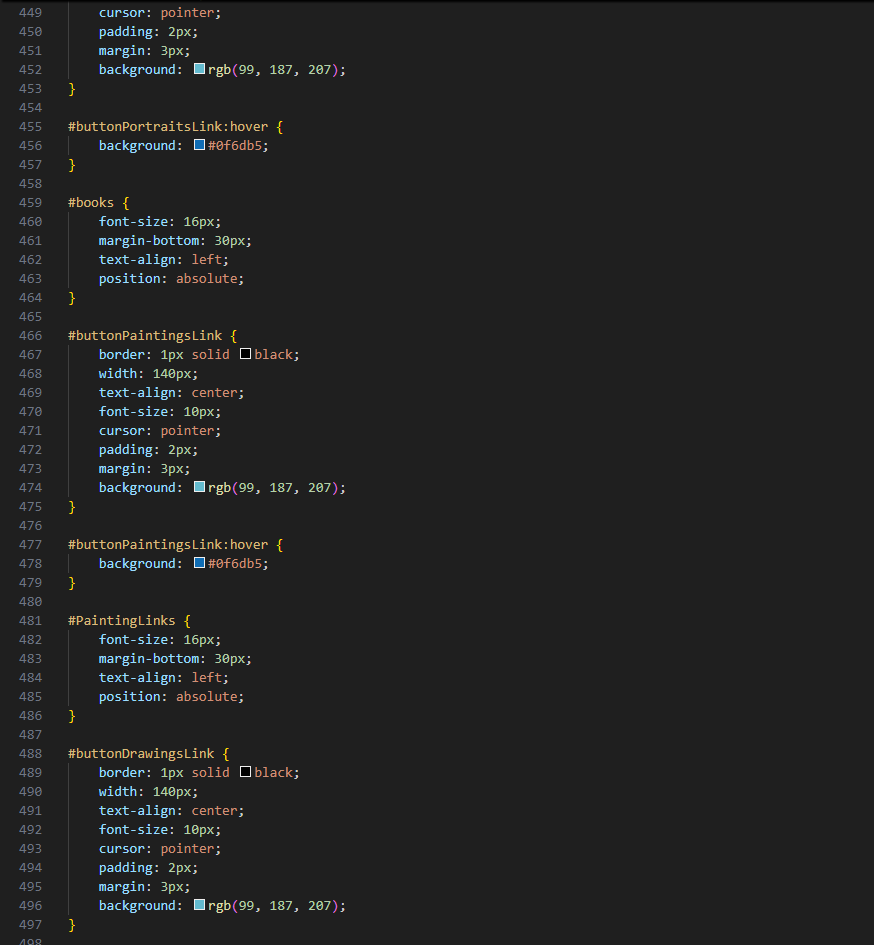 449 cursor: pointer;
450 padding: 2px;
451 margin: 3px;
452 background: rgb(99, 187, 207);
453 }
454
455 #buttonPortraitsLink:hover {
456 background: #0f6db5;
457 }
458
459 #books {
460 font-size: 16px;
461 margin-bottom: 30px;
462 text-align: left;
463 position: absolute;
464 }
465
466 #buttonPaintingsLink {
467 border: 1px solid black;
468 width: 140px;
469 text-align: center;
470 font-size: 10px;
471 cursor: pointer;
472 padding: 2px;
473 margin: 3px;
474 background: rgb(99, 187, 207);
475 }
476
477 #buttonPaintingsLink:hover {
478 background: #0f6db5;
479 }
480
481 #PaintingLinks {
482 font-size: 16px;
483 margin-bottom: 30px;
484 text-align: left;
485 position: absolute;
486 }
487
488 #buttonDrawingsLink {
489 border: 1px solid black;
490 width: 140px;
491 text-align: center;
492 font-size: 10px;
493 cursor: pointer;
494 padding: 2px;
495 margin: 3px;
496 background: rgb(99, 187, 207);
497 }
498